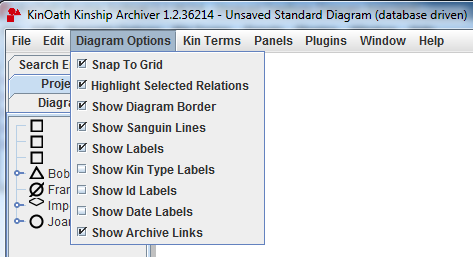 KinOath Kinship Archiver 1.2.36214 - Unsaved Standard Diagram (database driven)
File Edit Diagram Options Kin Terms Panels Plugins Window Help
Search E
Proje
Diagra
Snap To Grid
Highlight Selected Relations
Show Diagram Border
Show Sanguin Lines
Show Labels
Show Kin Type Labels
Show Id Labels
Show Date Labels
Show Archive Links
Bob
Fran
Imp
Joan